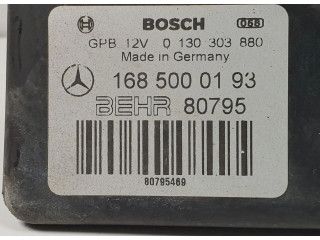 BOSCH 058
GPB 12V 0 130 303 880
Made in Germany
168 500 01 93
BEHR 80795
80795469